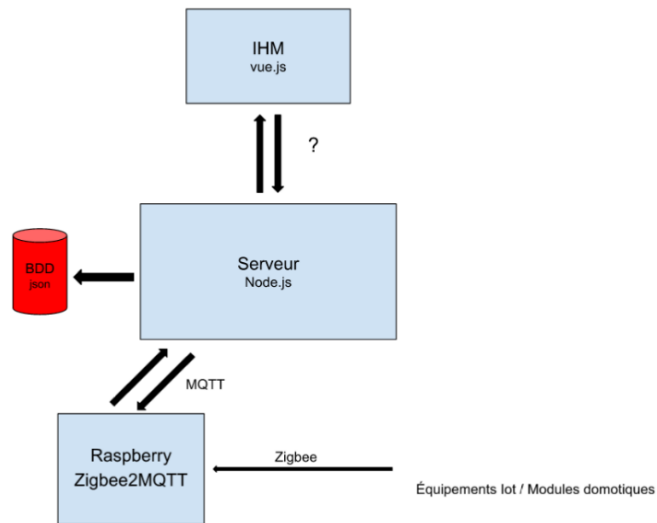 IHM
vue.js
?
Serveur
Node.js
BDD
json
MQTT
Raspberry
Zigbee2MQTT
Zigbee
Équipements Iot / Modules domotiques